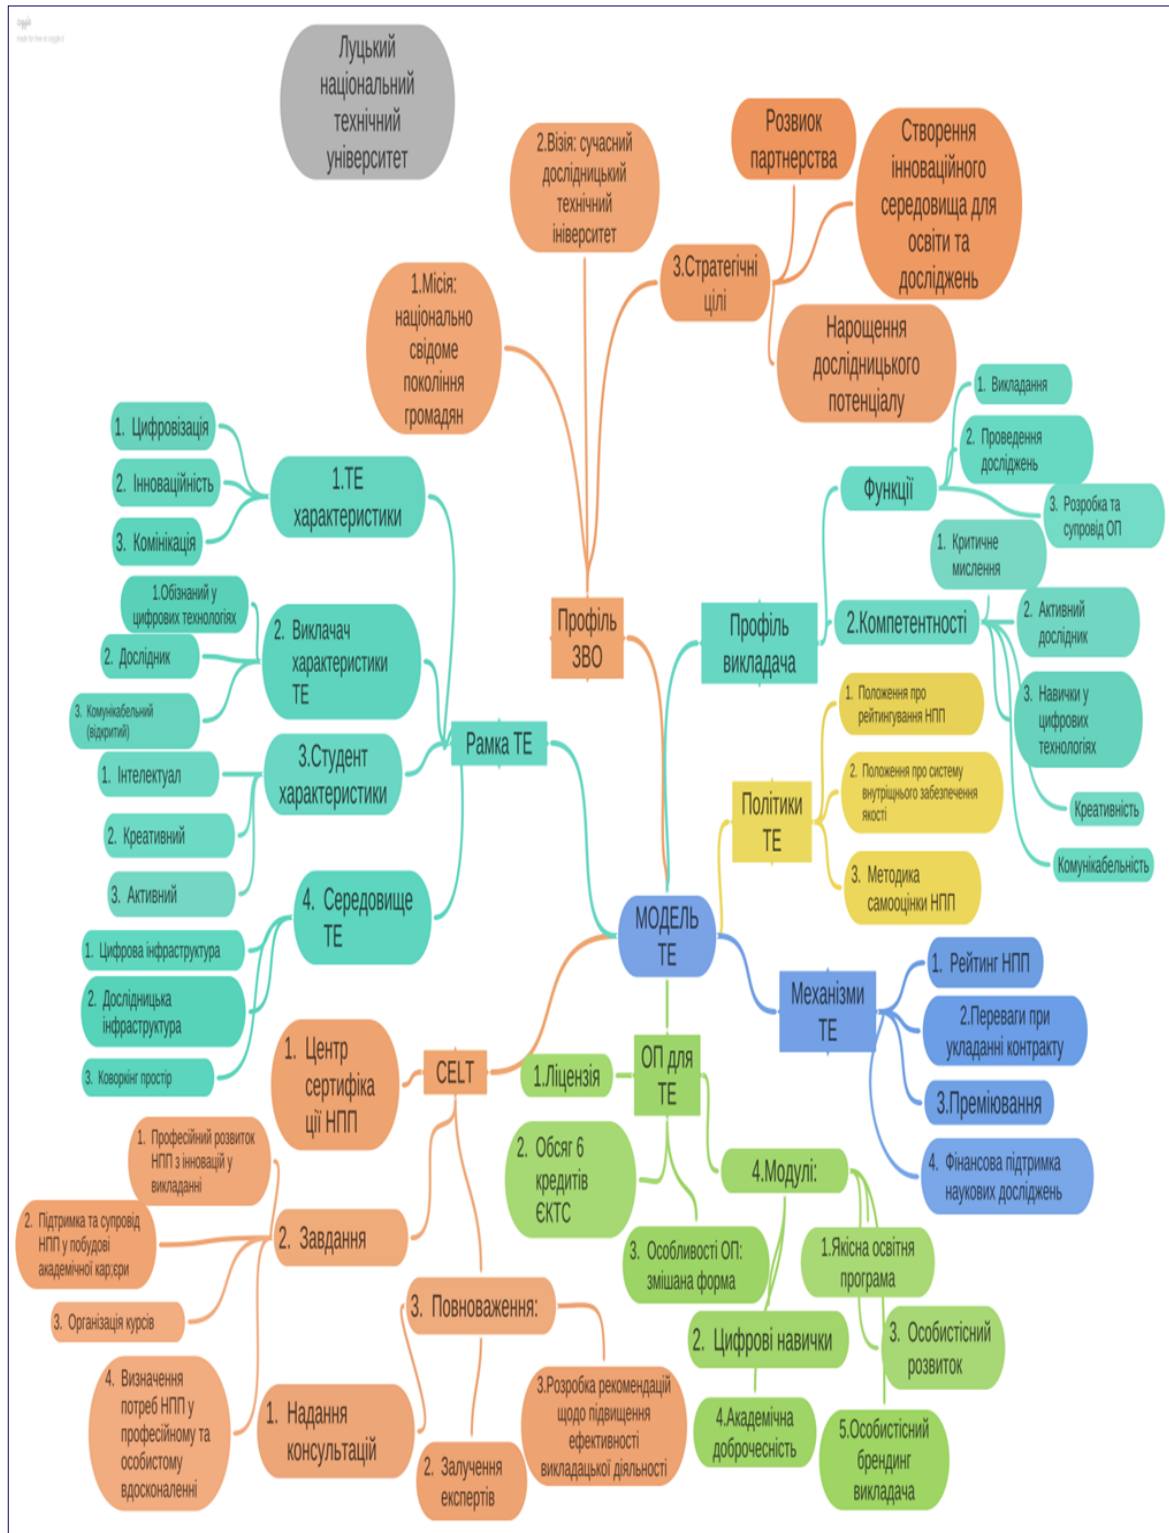 coggle
made for free at coggle.it
Луцький
національний
технічний
університет
Розвиок
партнерства
Створення
інноваційного
середовища для
освіти та
досліджень
2.Візія: сучасний
дослідницький
технічний
ініверситет
3.Стратегічні
цілі
1.Місія:
національно
свідоме
покоління
громадян
Нарощення
дослідницького
потенціалу
Профіль
ЗВО
1. Цифровізація
2. Інноваційність
3. Комінікація
1.ТЕ
характеристики
1.Обізнаний у
цифрових технологіях
2. Дослідник
3. Комунікабельний
(відкритий)
2. Виклачач
характеристики
ТЕ
1. Інтелектуал
2. Креативний
3. Активний
3.Студент
характеристики
1. Цифрова інфраструктура
2. Дослідницька
інфраструктура
3. Коворкінг простір
4. Середовище
ТЕ
Рамка ТЕ
Профіль
викладача
Функції
1. Викладання
2. Проведення
досліджень
3. Розробка та
супровід ОП
2.Компетентності
1. Критичне
мислення
2. Активний
дослідник
3. Навички у
цифрових
технологіях
Креативність
Комунікабельність
Політики
ТЕ
1. Положення про
рейтингування НПП
2. Положення про систему
внутріщнього забезпечення
якості
3. Методика
самооцінки НПП
МОДЕЛЬ
ТЕ
Механізми
ТЕ
1. Рейтинг НПП
2.Переваги при
укладанні контракту
3.Преміювання
4. Фінансова підтримка
наукових досліджень
CELT
1. Центр
сертифіка
ції НПП
2. Завдання
1. Професійний розвиток
НПП з інновацій у
викладанні
2. Підтримка та супровід
НПП у побудові
академічної кар;єри
3. Організація курсів
4. Визначення
потреб НПП у
професійному та
особистому
вдосконаленні
3. Повноваження:
1. Надання
консультацій
2. Залучення
експертів
3.Розробка рекомендацій
щодо підвищення
ефективності
викладацької діяльності
ОП для
ТЕ
1.Ліцензія
2. Обсяг 6
кредитів
ЄКТС
3. Особливості ОП:
змішана форма
4.Модулі:
1.Якісна освітня
програма
2. Цифрові навички
3. Особистісний
розвиток
4.Академічна
доброчесність
5.Особистісний
брендинг
викладача